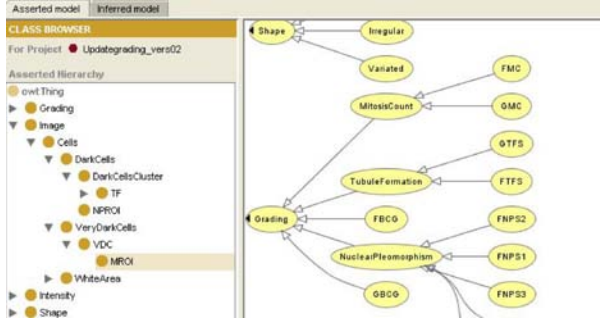 Asserted model Inferred model
CLASS BROWSER
For Project Updategrading_vers02
Asserted Hierarchy
owl:Thing
Grading
Image
Cells
DarkCells
DarkCellsCluster
TF
NPROI
VeryDarkCells
VDC
MROI
WhiteArea
Intensity
Shape
Shape Irregular
Variated FMC
MitosisCount GMC
GTFS
TubuleFormation FTFS
Grading FBCG FNPS2
NuclearPleomorphism FNPS1
GBCG FNPS3